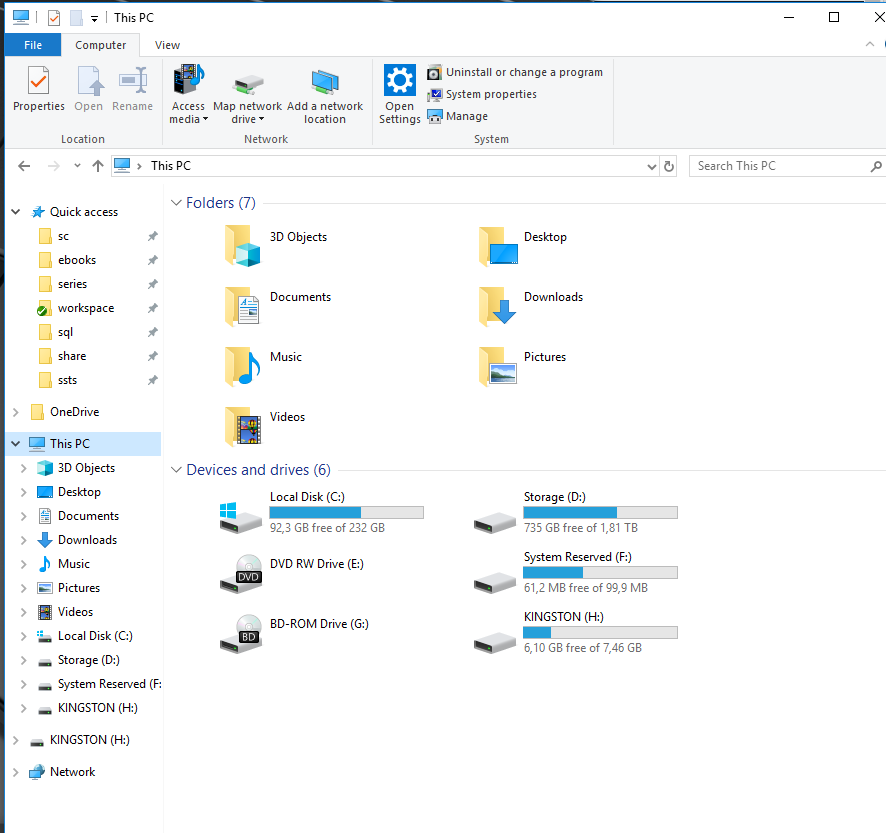 This PC
File
Computer
View
Properties
Open
Rename
Access media
Map network drive
Add a network location
Open Settings
Uninstall or change a program
System properties
Manage
Location
Network
System
This PC
Search This PC
Quick access
sc
ebooks
series
workspace
sql
share
ssts
OneDrive
This PC
3D Objects
Desktop
Documents
Downloads
Music
Pictures
Videos
Local Disk (C:)
Storage (D:)
System Reserved (F:
KINGSTON (H:)
KINGSTON (H:)
Network
Folders (7)
3D Objects
Desktop
Documents
Downloads
Music
Pictures
Videos
Devices and drives (6)
Local Disk (C:)
92,3 GB free of 232 GB
Storage (D:)
735 GB free of 1,81 TB
DVD
DVD RW Drive (E:)
System Reserved (F:)
61,2 MB free of 99,9 MB
BD
BD-ROM Drive (G:)
KINGSTON (H:)
6,10 GB free of 7,46 GB